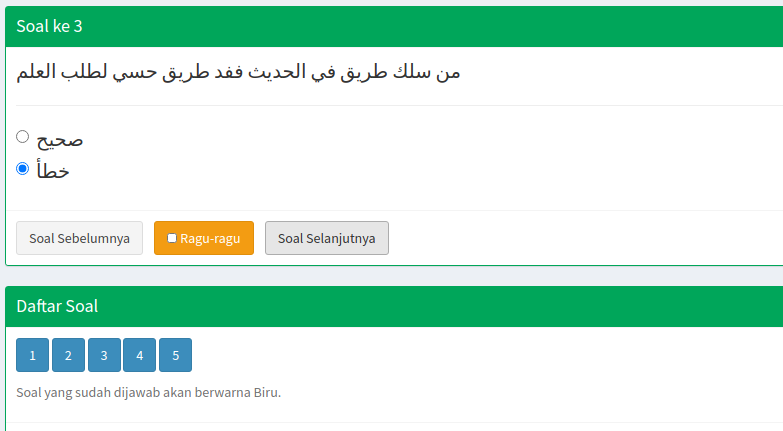 Soal ke 3
من سلك طريق في الحديث ففد طريق حسي لطلب العلم
صحيح
خطأ
Soal Sebelumnya Ragu-ragu Soal Selanjutnya
Daftar Soal
1 2 3 4 5
Soal yang sudah dijawab akan berwarna Biru.